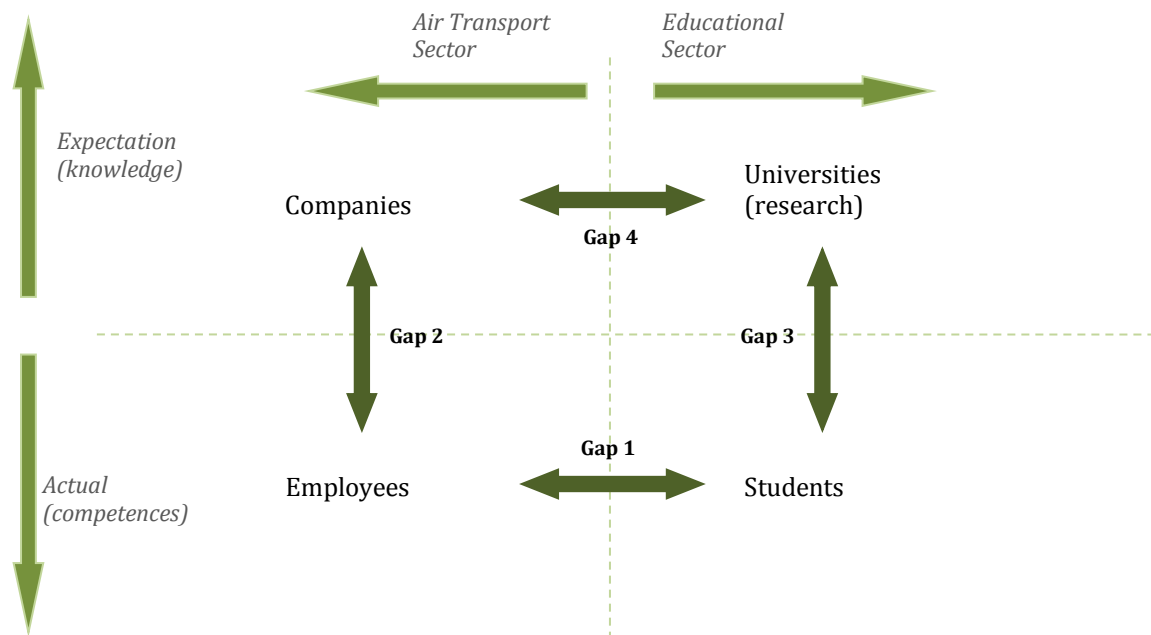 Air Transport
Sector
Educational
Sector
Expectation
(knowledge)
Companies
Universities
(research)
Gap 4
Gap 2
Gap 3
Gap 1
Actual
(competences)
Employees
Students